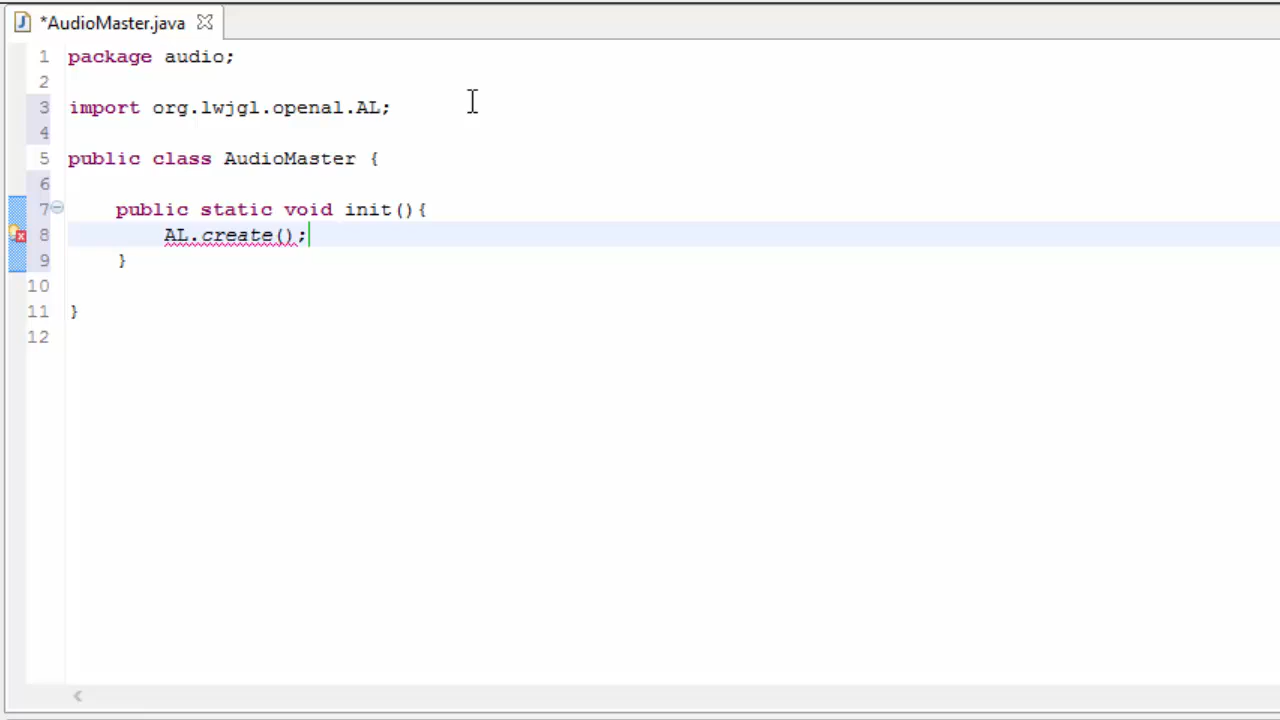 *AudioMaster.java
1 package audio;
2
3 import org.lwjgl.openal.AL;
4
5 public class AudioMaster {
6
7 public static void init(){
8 AL.create();
9 }
10
11 }
12